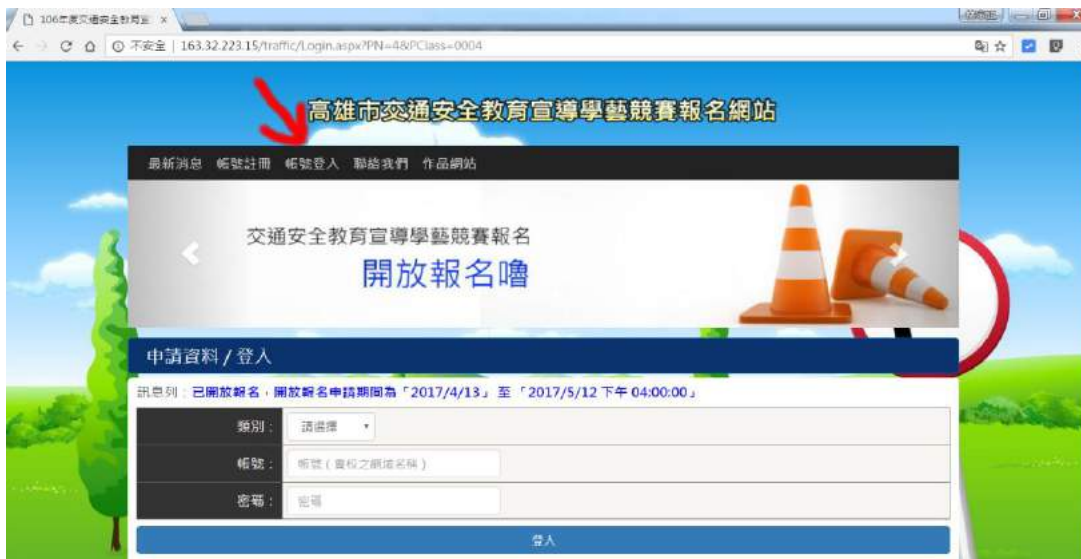 106年度交通安全教育宣
不安全 | 163.32.223.15/traffic/Login.aspx?PN=4&PClass=0004
高雄市交通安全教育宣導學藝競賽報名網站
最新消息 帳號註冊 帳號登入 聯絡我們 作品網站
交通安全教育宣導學藝競賽報名
開放報名嚕
申請資料 / 登入
訊息列：已開放報名，開放報名申請期間為「2017/4/13」至「2017/5/12 下午 04:00:00」
類別： 請選擇
帳號： 帳號 ( 貴校之網域名稱 )
密碼： 密碼
登入